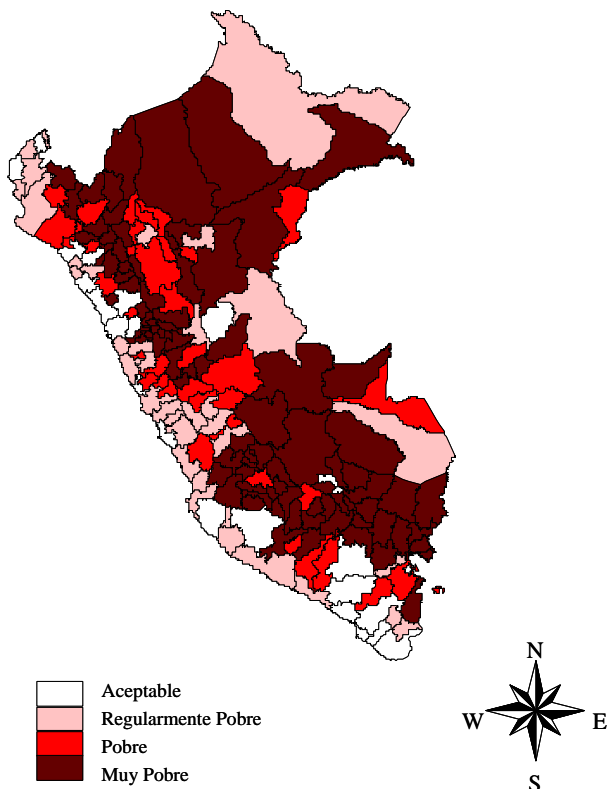 Aceptable
Regularmente Pobre
Pobre
Muy Pobre
N
W E
S